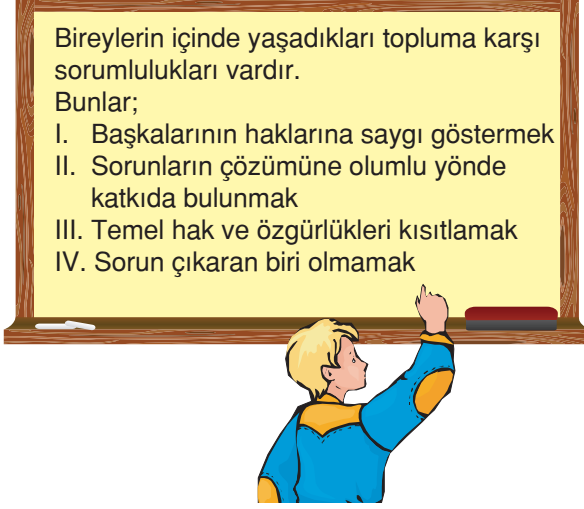 Bireylerin içinde yaşadıkları topluma karşı
sorumlulukları vardır.
Bunlar;
I. Başkalarının haklarına saygı göstermek
II. Sorunların çözümüne olumlu yönde
katkıda bulunmak
III. Temel hak ve özgürlükleri kısıtlamak
IV. Sorun çıkaran biri olmamak